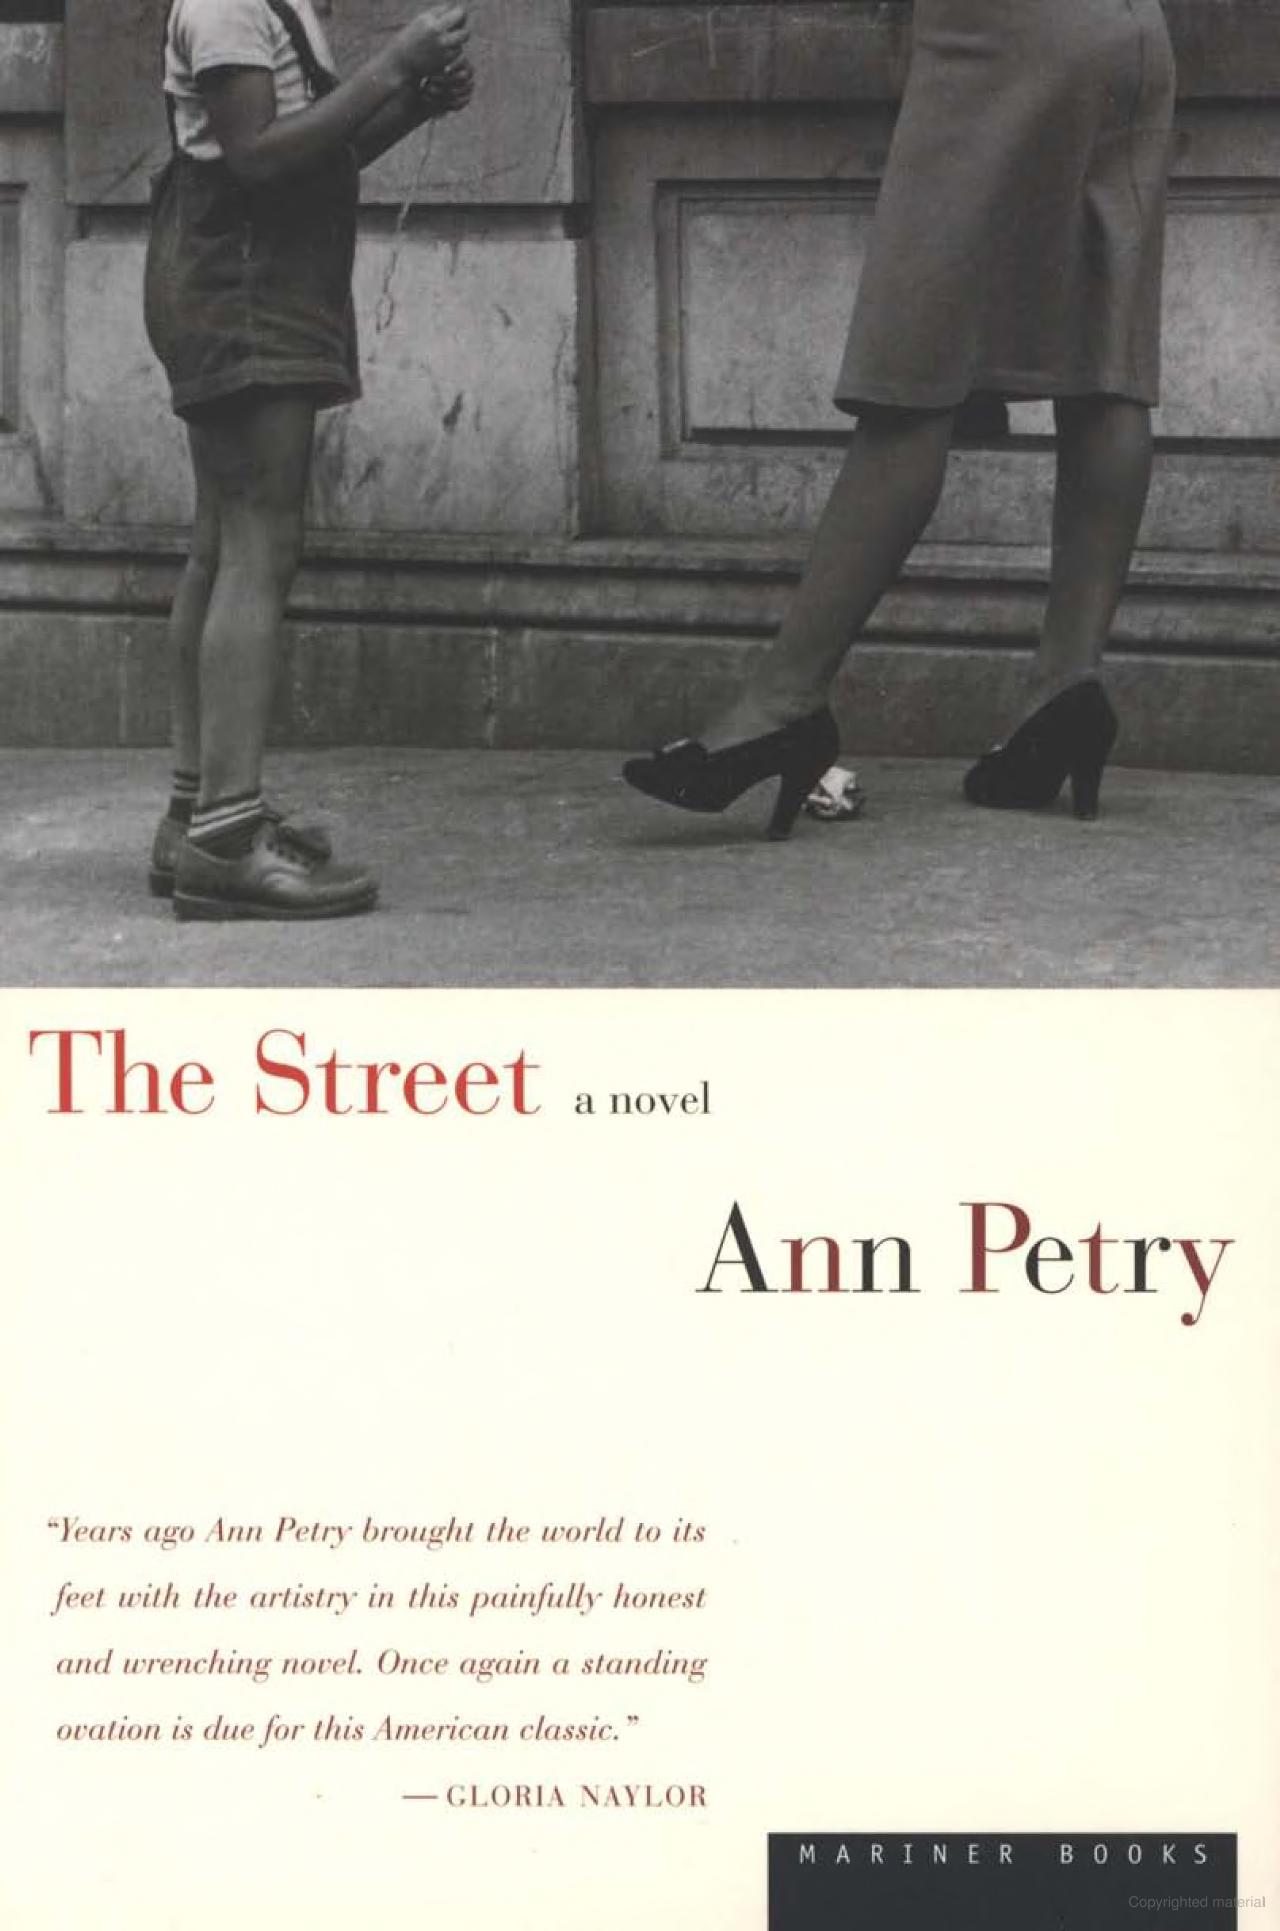 The Street a novel
Ann Petry
“Years ago Ann Petry brought the world to its
feet with the artistry in this painfully honest
and wrenching novel. Once again a standing
ovation is due for this American classic.”
— GLORIA NAYLOR
MARINER BOOKS
Copyrighted material